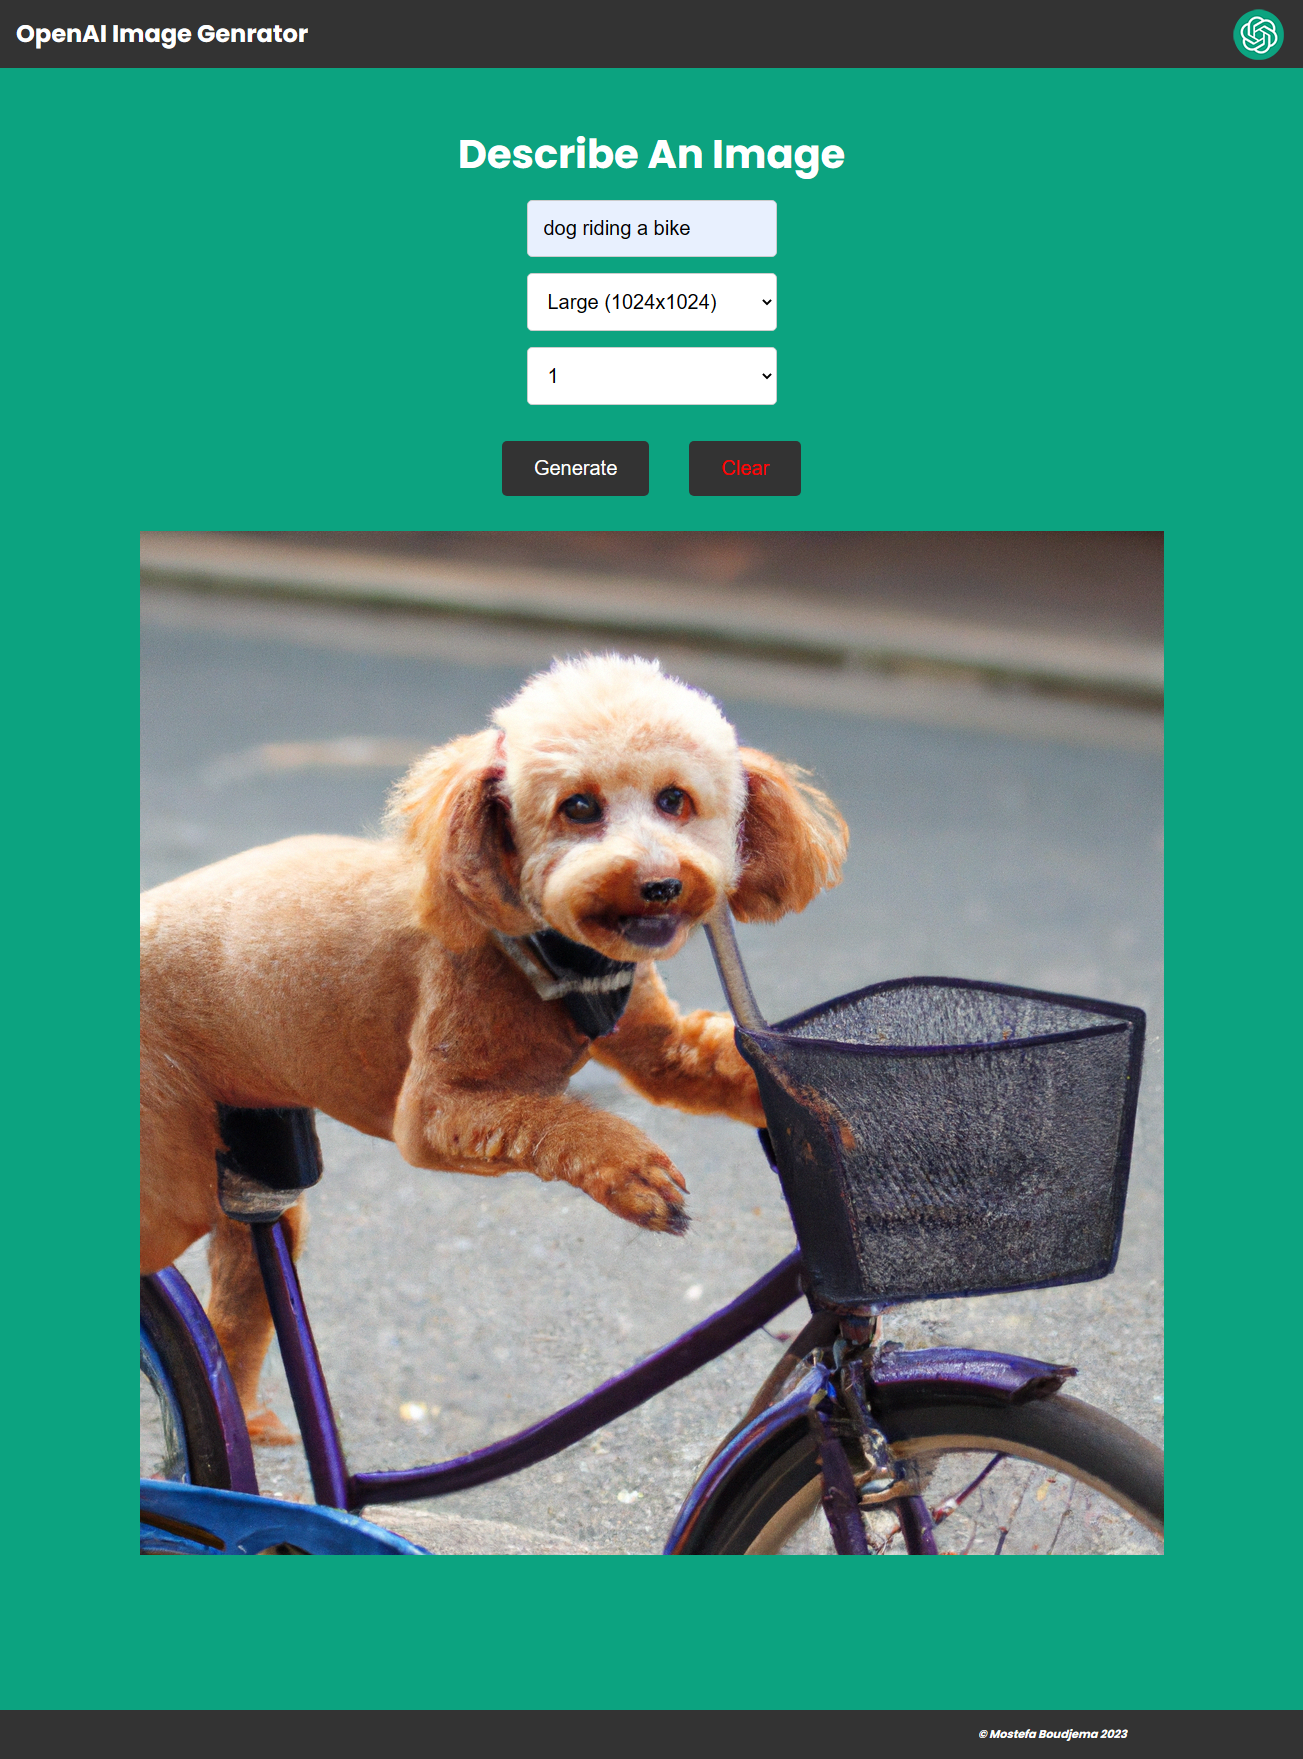 OpenAI Image Genrator
Describe An Image
dog riding a bike
Large (1024x1024)
1
Generate
Clear
© Mostefa Boudjema 2023